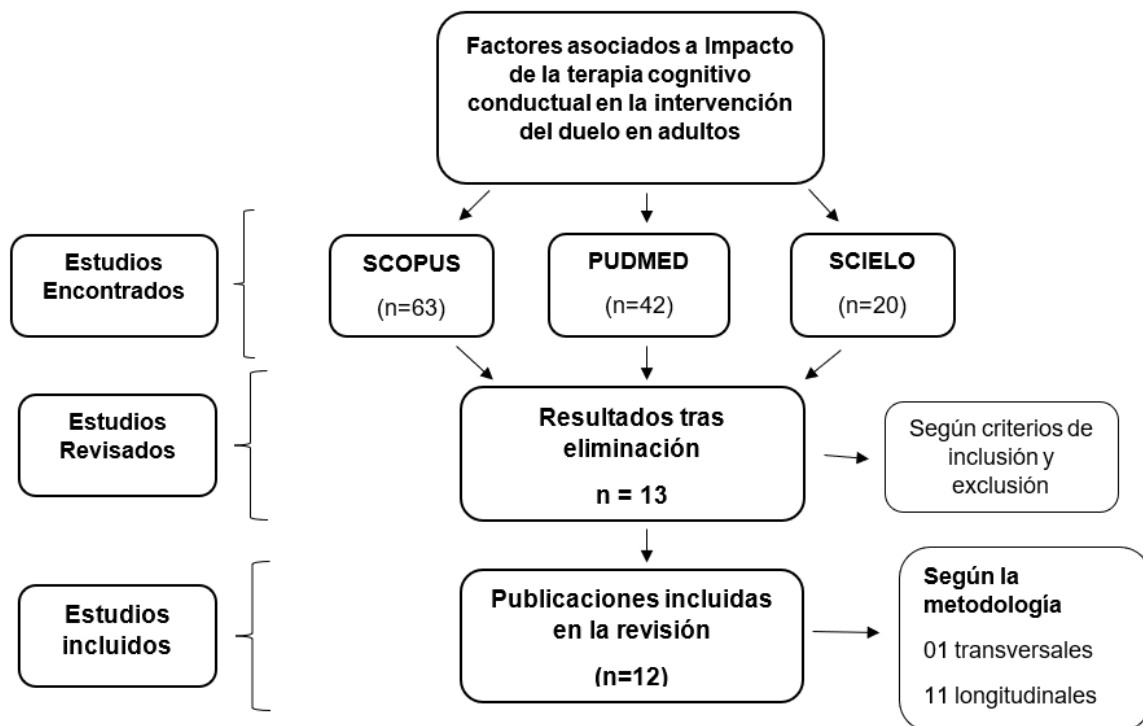 Factores asociados a Impacto
de la terapia cognitivo
conductual en la intervención
del duelo en adultos
Estudios
Encontrados
SCOPUS
(n=63)
PUDMED
(n=42)
SCIELO
(n=20)
Estudios
Revisados
Resultados tras
eliminación
n = 13
Según criterios de
inclusión y
exclusión
Estudios
incluidos
Publicaciones incluidas
en la revisión
(n=12)
Según la
metodología
01 transversales
11 longitudinales